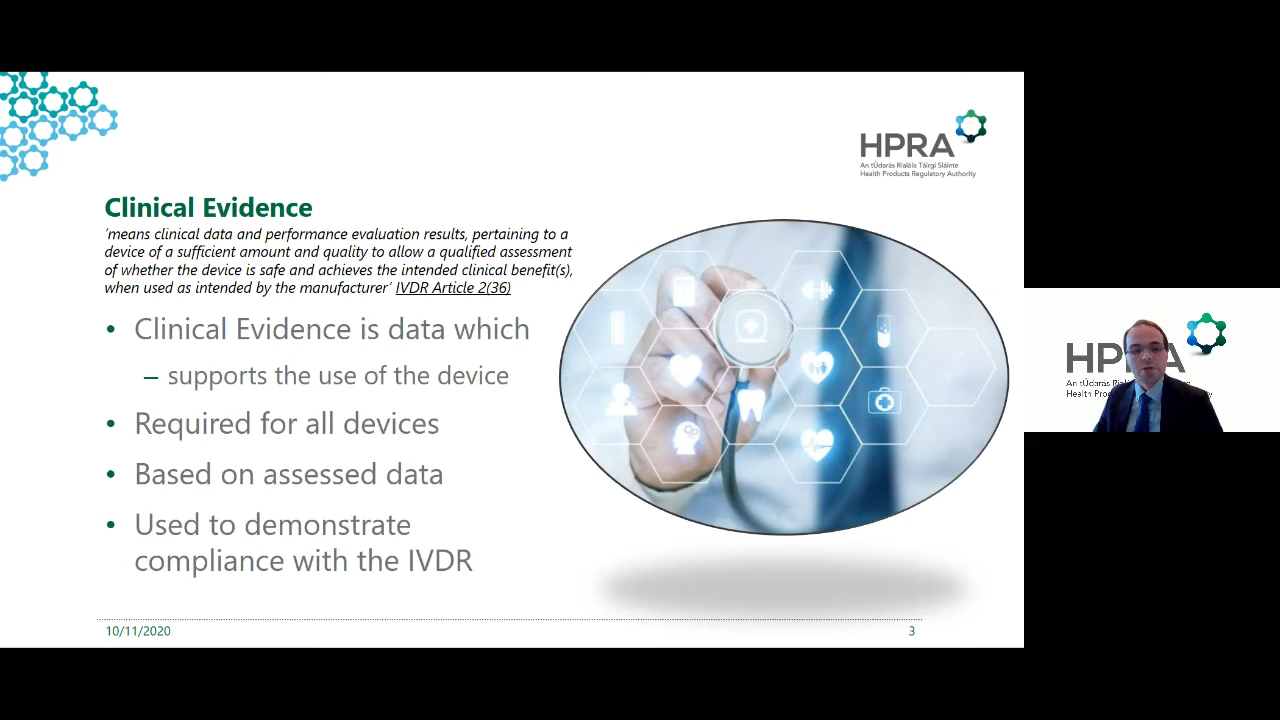 HPRA
An tÚdarás Rialála Táirgí Sláinte
Health Products Regulatory Authority
Clinical Evidence
'means clinical data and performance evaluation results, pertaining to a
device of a sufficient amount and quality to allow a qualified assessment
of whether the device is safe and achieves the intended clinical benefit(s),
when used as intended by the manufacturer' IVDR Article 2(36)
• Clinical Evidence is data which
– supports the use of the device
• Required for all devices
• Based on assessed data
• Used to demonstrate
compliance with the IVDR
10/11/2020
3
HP A
An tÚdarás
Health